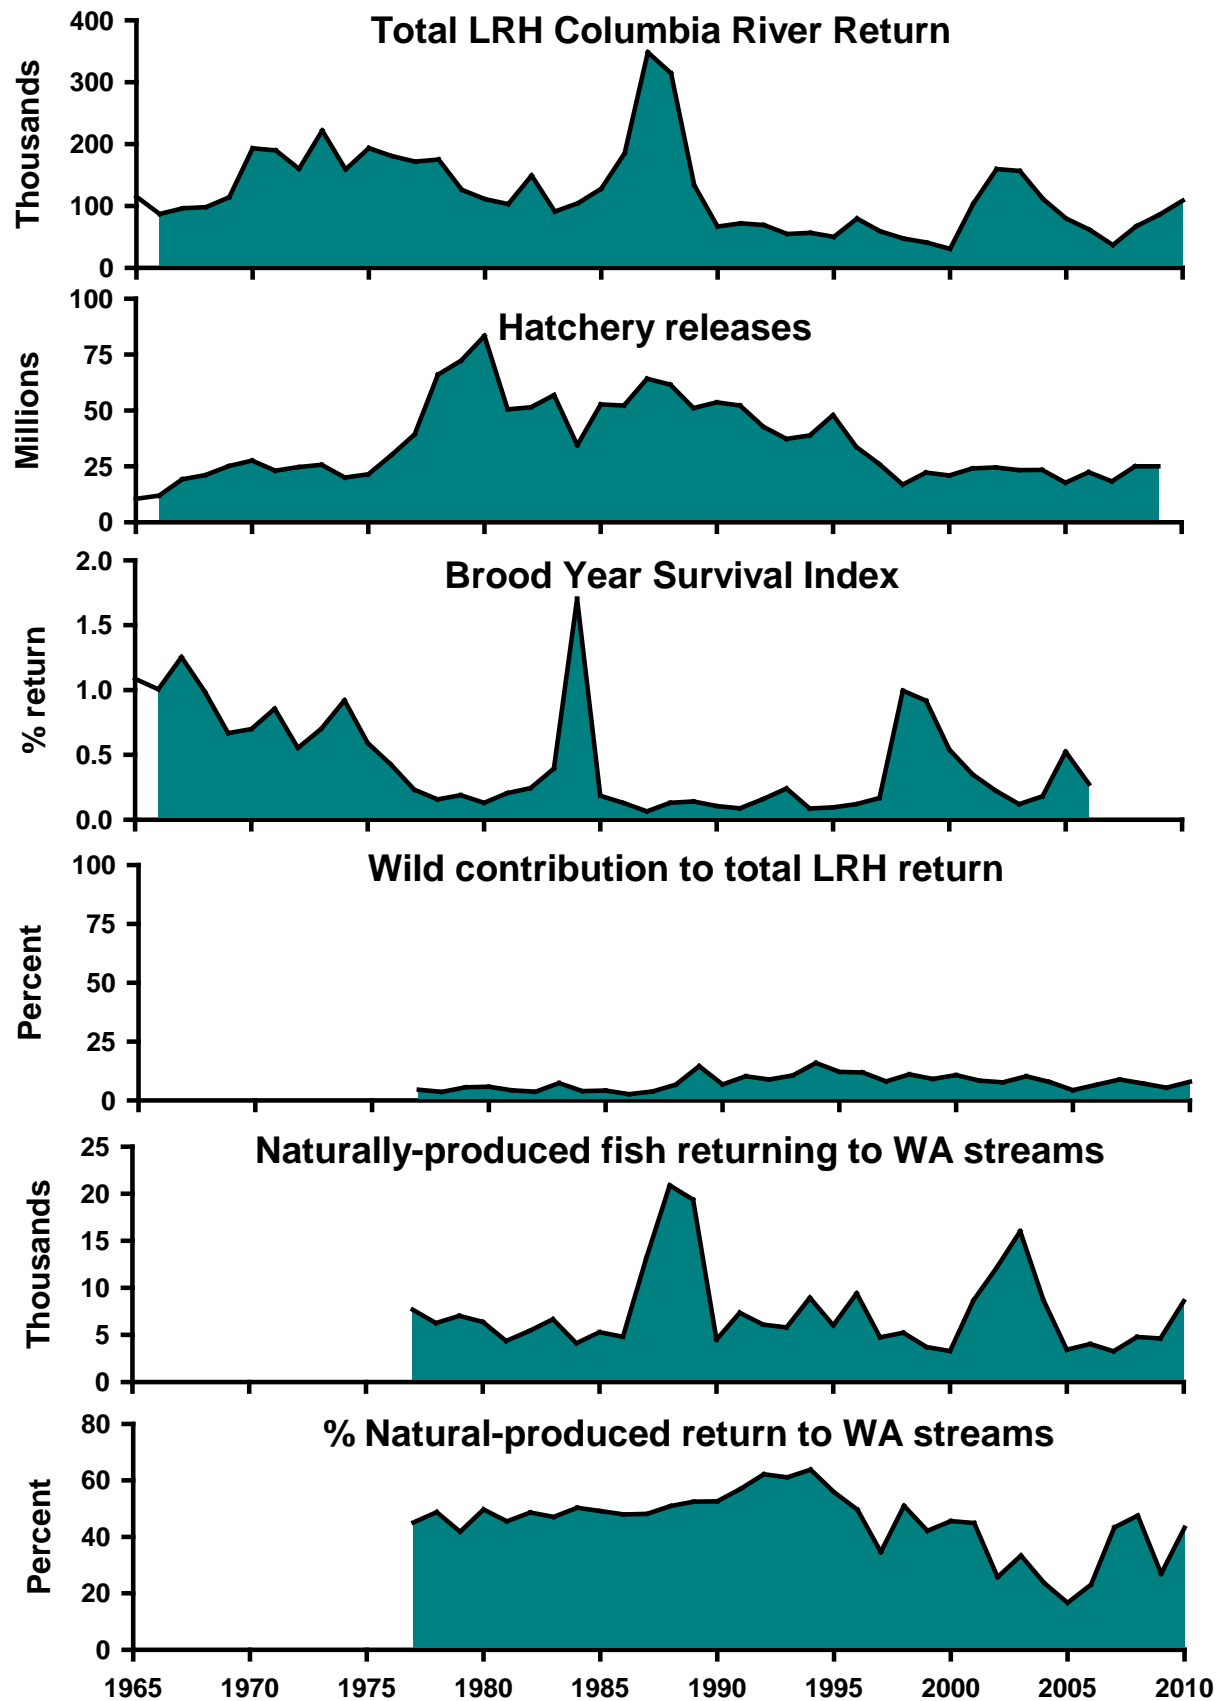 Total LRH Columbia River Return
Thousands
400
300
200
100
0
Hatchery releases
Millions
100
75
50
25
0
Brood Year Survival Index
% return
2.0
1.5
1.0
0.5
0.0
Wild contribution to total LRH return
Percent
100
75
50
25
0
Naturally-produced fish returning to WA streams
Thousands
25
20
15
10
5
0
% Natural-produced return to WA streams
Percent
80
60
40
20
0
1965 1970 1975 1980 1985 1990 1995 2000 2005 2010